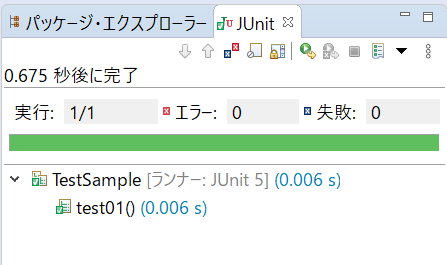 パッケージ・エクスプローラー JUnit
0.675 秒後に完了
実行: 1/1 エラー: 0 失敗: 0
TestSample [ランナー: JUnit 5] (0.006 s)
test01() (0.006 s)